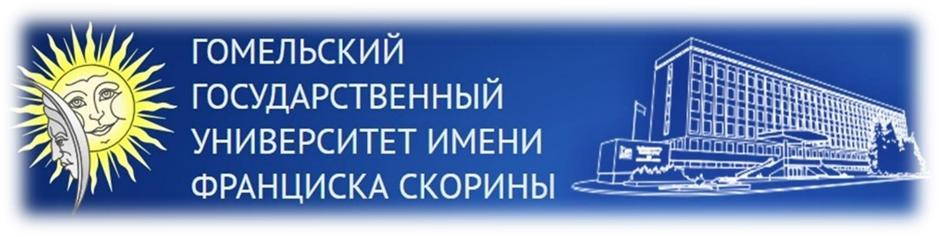 ГОМЕЛЬСКИЙ
ГОСУДАРСТВЕННЫЙ
УНИВЕРСИТЕТ ИМЕНИ
ФРАНЦИСКА СКОРИНЫ